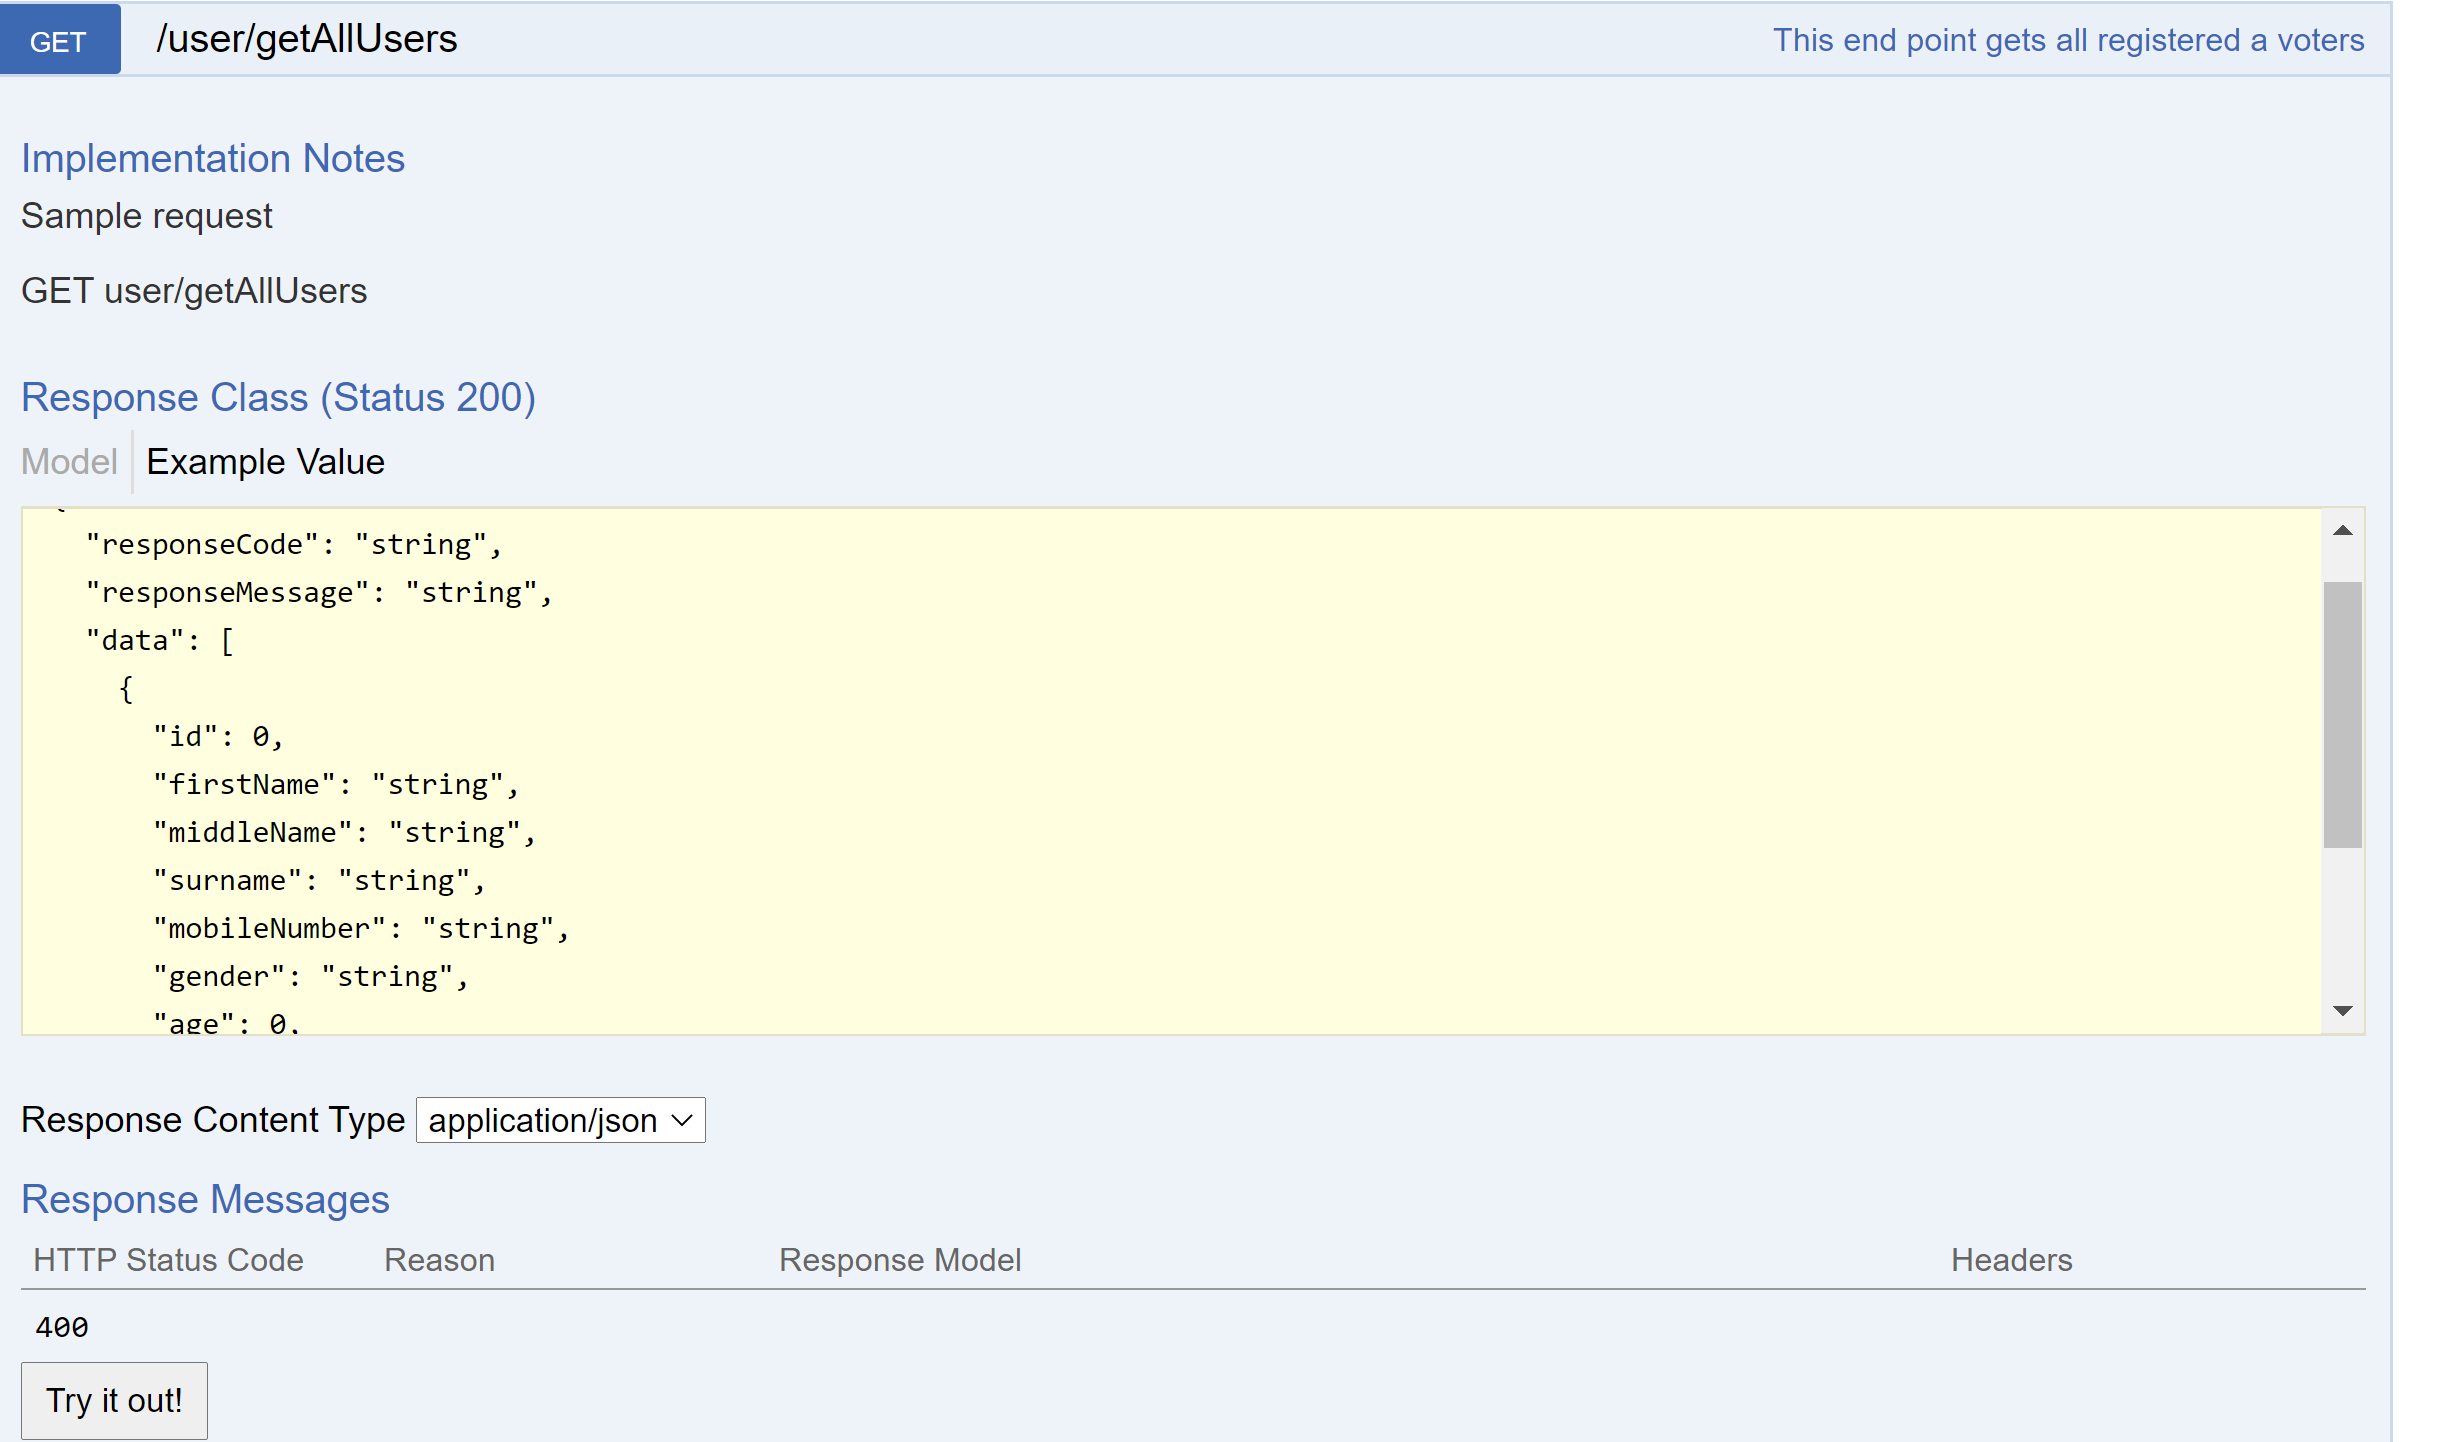 GET /user/getAllUsers This end point gets all registered a voters
Implementation Notes
Sample request
GET user/getAllUsers
Response Class (Status 200)
Model Example Value
"responseCode": "string",
"responseMessage": "string",
"data": [
{
"id": 0,
"firstName": "string",
"middleName": "string",
"surname": "string",
"mobileNumber": "string",
"gender": "string",
"age": 0,
Response Content Type application/json
Response Messages
HTTP Status Code Reason Response Model Headers
400
Try it out!